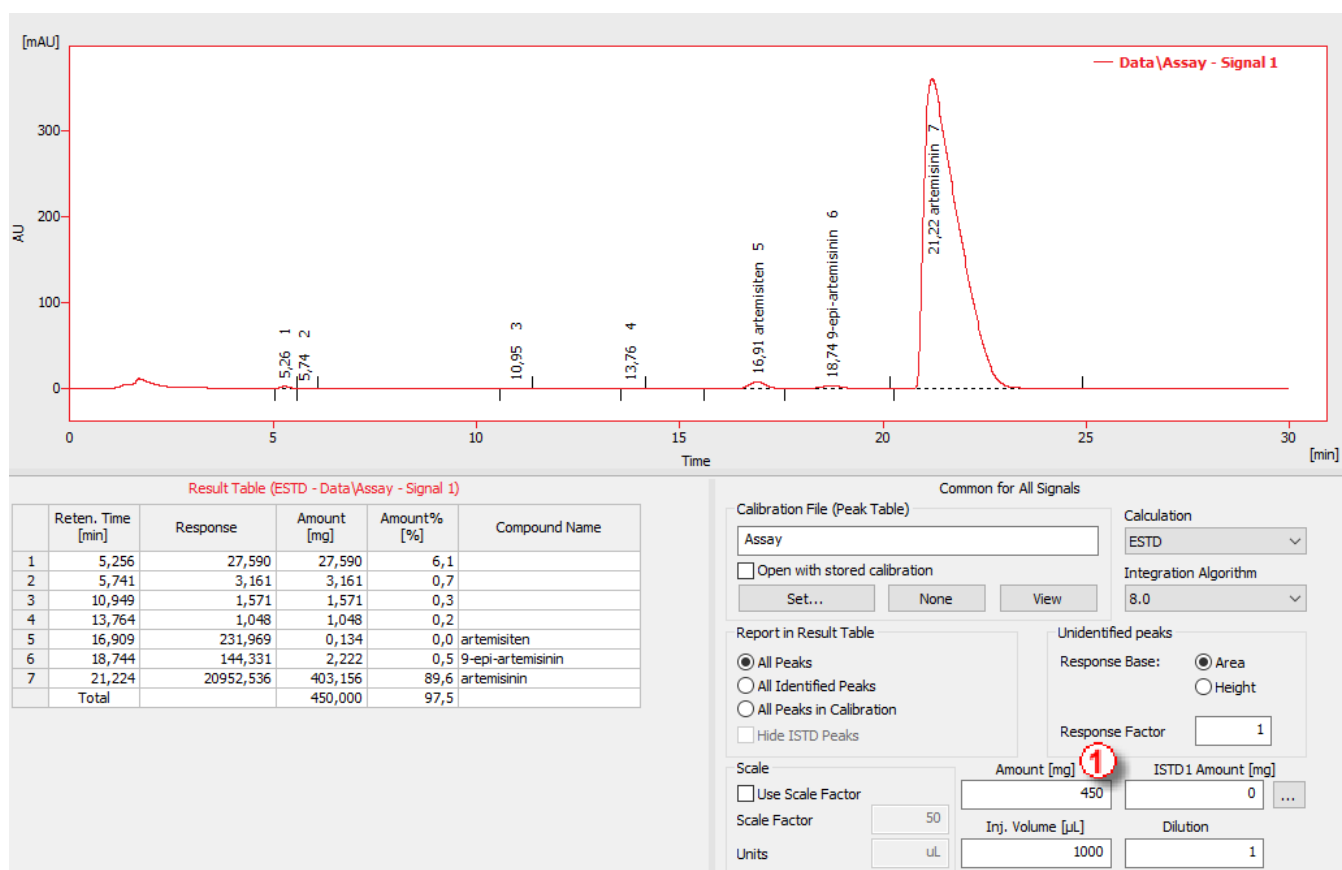 [mAU]
Data\Assay - Signal 1
AU
300
200
100
0
5,26 1
5,74 2
10,95 3
13,76 4
16,91 artemisiten 5
18,74 9-epi-artemisinin 6
21,22 artemisinin 7
0 5 10 15 20 25 30
Time [min]
Result Table (ESTD - Data\Assay - Signal 1)
Reten. Time [min] Response Amount [mg] Amount% [%] Compound Name
1 5,256 27,590 27,590 6,1
2 5,741 3,161 3,161 0,7
3 10,949 1,571 1,571 0,3
4 13,764 1,048 1,048 0,2
5 16,909 231,969 0,134 0,0 artemisiten
6 18,744 144,331 2,222 0,5 9-epi-artemisinin
7 21,224 20952,536 403,156 89,6 artemisinin
Total 450,000 97,5
Common for All Signals
Calibration File (Peak Table)
Assay
Open with stored calibration
Set... None View
Calculation
ESTD
Integration Algorithm
8.0
Report in Result Table
All Peaks
All Identified Peaks
All Peaks in Calibration
Hide ISTD Peaks
Unidentified peaks
Response Base: Area
Height
Response Factor 1
Scale
Use Scale Factor
Scale Factor 50
Units uL
Amount [mg] 1 ISTD1 Amount [mg]
450 0 ...
Inj. Volume [µL] Dilution
1000 1